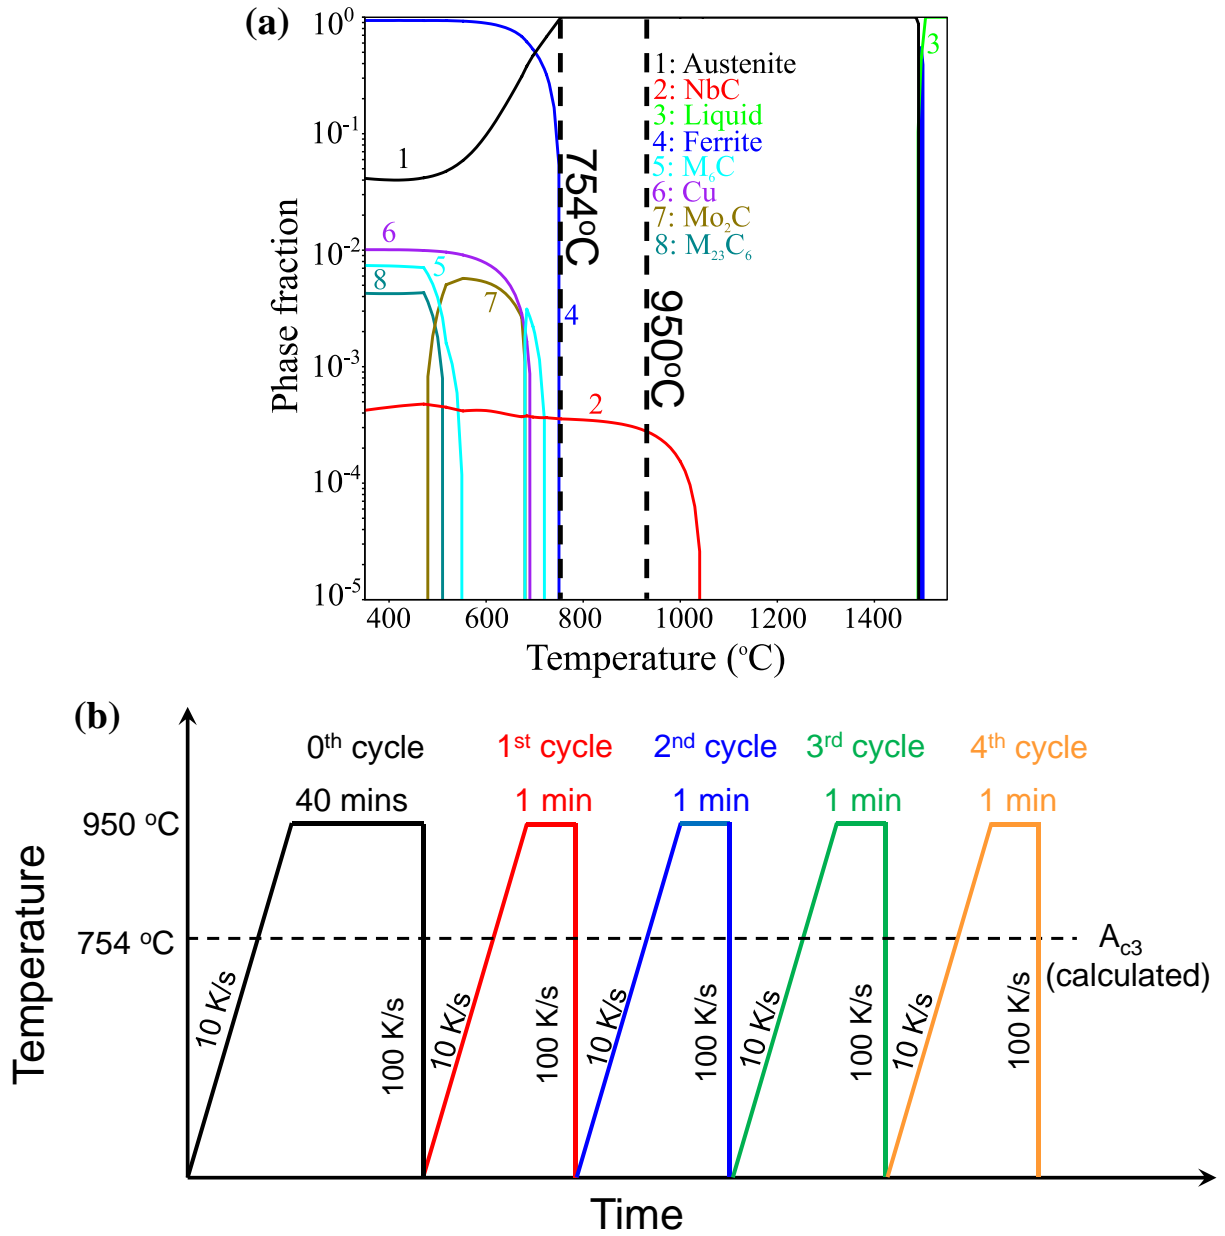 (a)
10⁰
10⁻¹
10⁻²
10⁻³
10⁻⁴
10⁻⁵
Phase fraction
400 600 800 1000 1200 1400
Temperature (°C)
1: Austenite
2: NbC
3: Liquid
4: Ferrite
5: M₆C
6: Cu
7: Mo₂C
8: M₂₃C₆
754°C
950°C
1
6
5
8
7
4
2
3
(b)
0th cycle
1st cycle
2nd cycle
3rd cycle
4th cycle
40 mins
1 min
1 min
1 min
1 min
950 °C
754 °C
Ac3
(calculated)
10 K/s
100 K/s
10 K/s
100 K/s
10 K/s
100 K/s
10 K/s
100 K/s
10 K/s
100 K/s
Temperature
Time